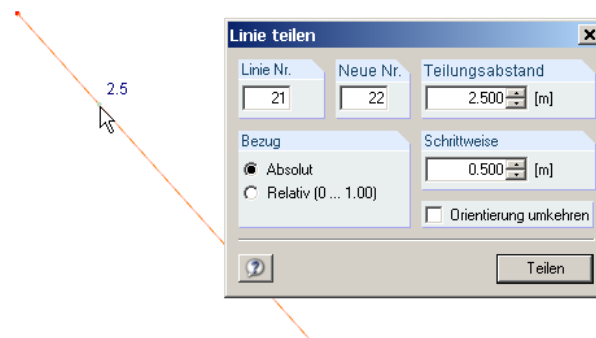 2.5
Linie teilen
Linie Nr.
21
Neue Nr.
22
Teilungsabstand
2.500 [m]
Bezug
Absolut
Relativ (0 ... 1.00)
Schrittweise
0.500 [m]
Orientierung umkehren
Teilen